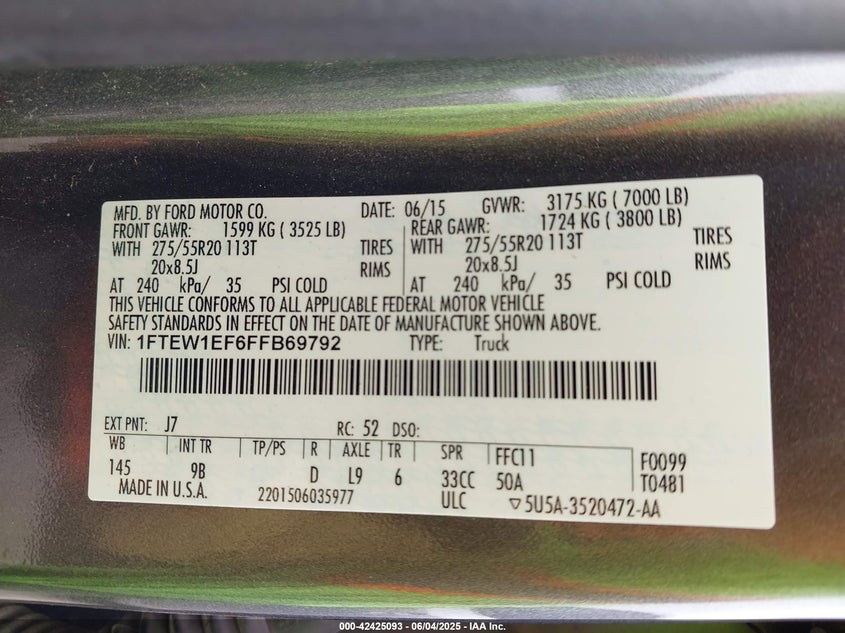 MFD. BY FORD MOTOR CO. DATE: 06/15 GVWR: 3175 KG ( 7000 LB)
FRONT GAWR: 1599 KG ( 3525 LB) REAR GAWR: 1724 KG ( 3800 LB)
WITH 275/55R20 113T TIRES WITH 275/55R20 113T TIRES
20x8.5J RIMS 20x8.5J RIMS
AT 240 kPa/ 35 PSI COLD AT 240 kPa/ 35 PSI COLD
THIS VEHICLE CONFORMS TO ALL APPLICABLE FEDERAL MOTOR VEHICLE
SAFETY STANDARDS IN EFFECT ON THE DATE OF MANUFACTURE SHOWN ABOVE.
VIN: 1FTEW1EF6FFB69792 TYPE: Truck
EXT PNT: J7 RC: 52 DSO:
WB INT TR TP/PS R AXLE TR SPR FFC11 F0099
145 9B D L9 6 33CC 50A T0481
MADE IN U.S.A. 2201506035977 ULC ▽5U5A-3520472-AA
000-42425093 - 06/04/2025 - IAA Inc.